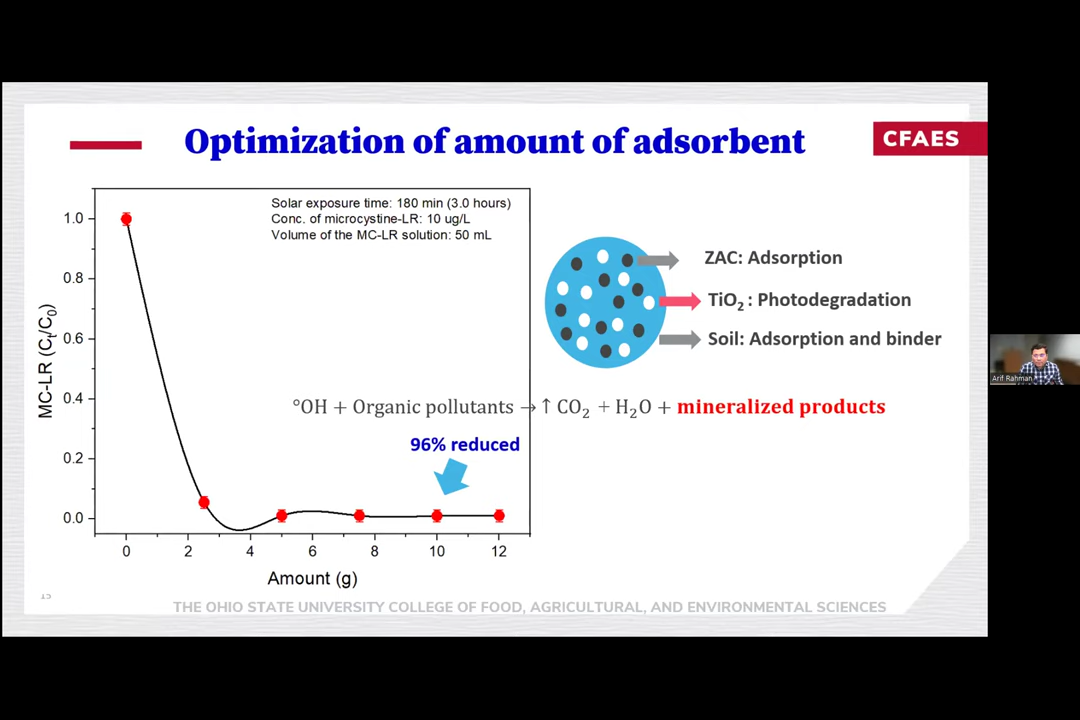 Optimization of amount of adsorbent
CFAES
Solar exposure time: 180 min (3.0 hours)
Conc. of microcystine-LR: 10 ug/L
Volume of the MC-LR solution: 50 mL
MC-LR (Ct/C0)
1.0
0.8
0.6
0.4
0.2
0.0
0 2 4 6 8 10 12
Amount (g)
ZAC: Adsorption
TiO2 : Photodegradation
Soil: Adsorption and binder
°OH + Organic pollutants → ↑ CO2 + H2O + mineralized products
96% reduced
Arif Rahman
THE OHIO STATE UNIVERSITY COLLEGE OF FOOD, AGRICULTURAL, AND ENVIRONMENTAL SCIENCES